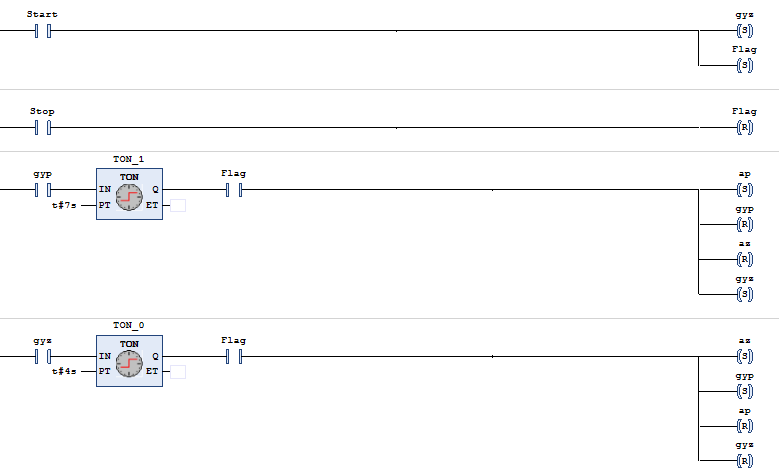 Start
gyz
(S)
Flag
(S)
Stop
Flag
(R)
TON_1
gyp
TON
Flag
ap
IN
Q
(S)
t#7s
PT
ET
gyp
(R)
az
(R)
gyz
(S)
TON_0
gyz
TON
Flag
az
IN
Q
(S)
t#4s
PT
ET
gyp
(S)
ap
(R)
gyz
(R)